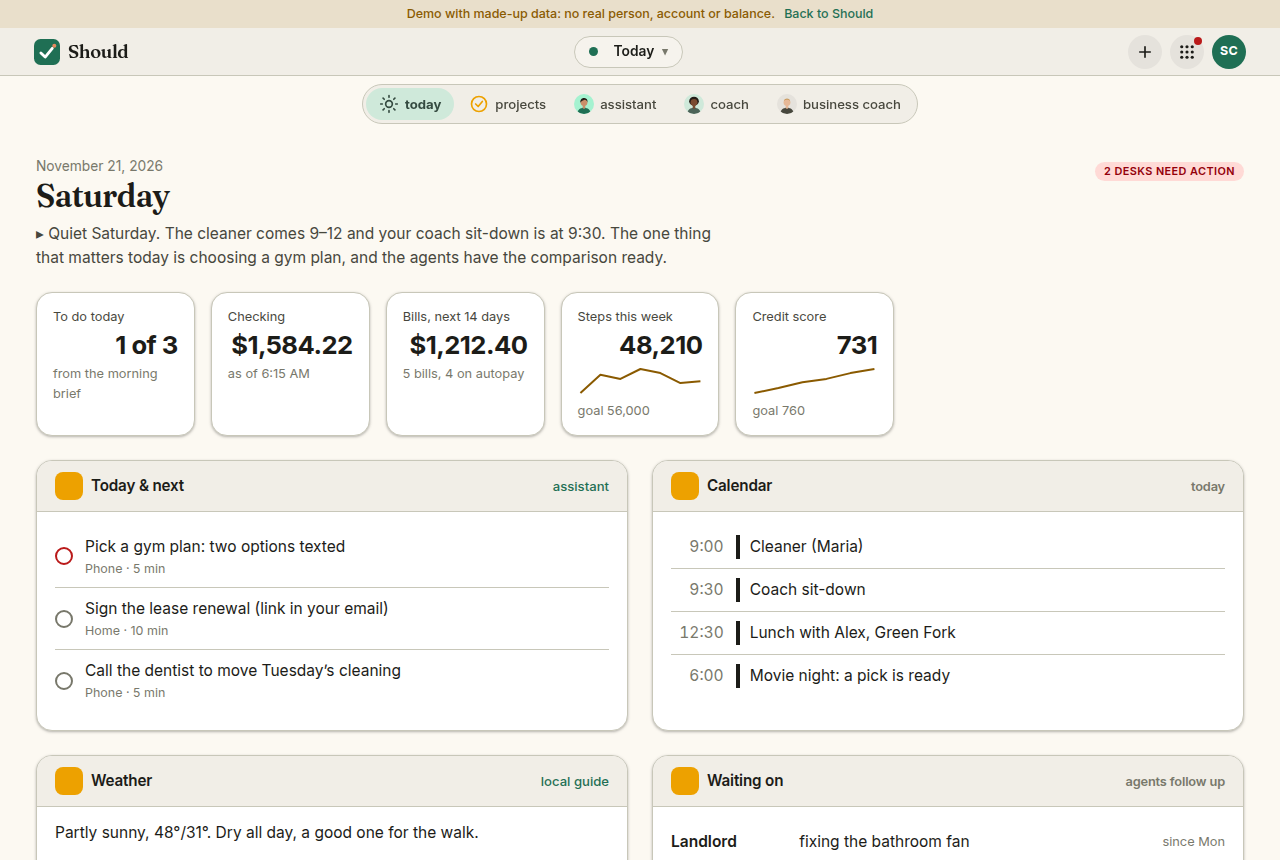 Demo with made-up data: no real person, account or balance. Back to Should
Should
Today ▾
SC
today
projects
assistant
coach
business coach
November 21, 2026
2 DESKS NEED ACTION
Saturday
▸ Quiet Saturday. The cleaner comes 9–12 and your coach sit-down is at 9:30. The one thing
that matters today is choosing a gym plan, and the agents have the comparison ready.
To do today
1 of 3
from the morning
brief
Checking
$1,584.22
as of 6:15 AM
Bills, next 14 days
$1,212.40
5 bills, 4 on autopay
Steps this week
48,210
goal 56,000
Credit score
731
goal 760
Today & next
assistant
Pick a gym plan: two options texted
Phone · 5 min
Sign the lease renewal (link in your email)
Home · 10 min
Call the dentist to move Tuesday's cleaning
Phone · 5 min
Calendar
today
9:00 Cleaner (Maria)
9:30 Coach sit-down
12:30 Lunch with Alex, Green Fork
6:00 Movie night: a pick is ready
Weather
local guide
Partly sunny, 48°/31°. Dry all day, a good one for the walk.
Waiting on
agents follow up
Landlord fixing the bathroom fan since Mon